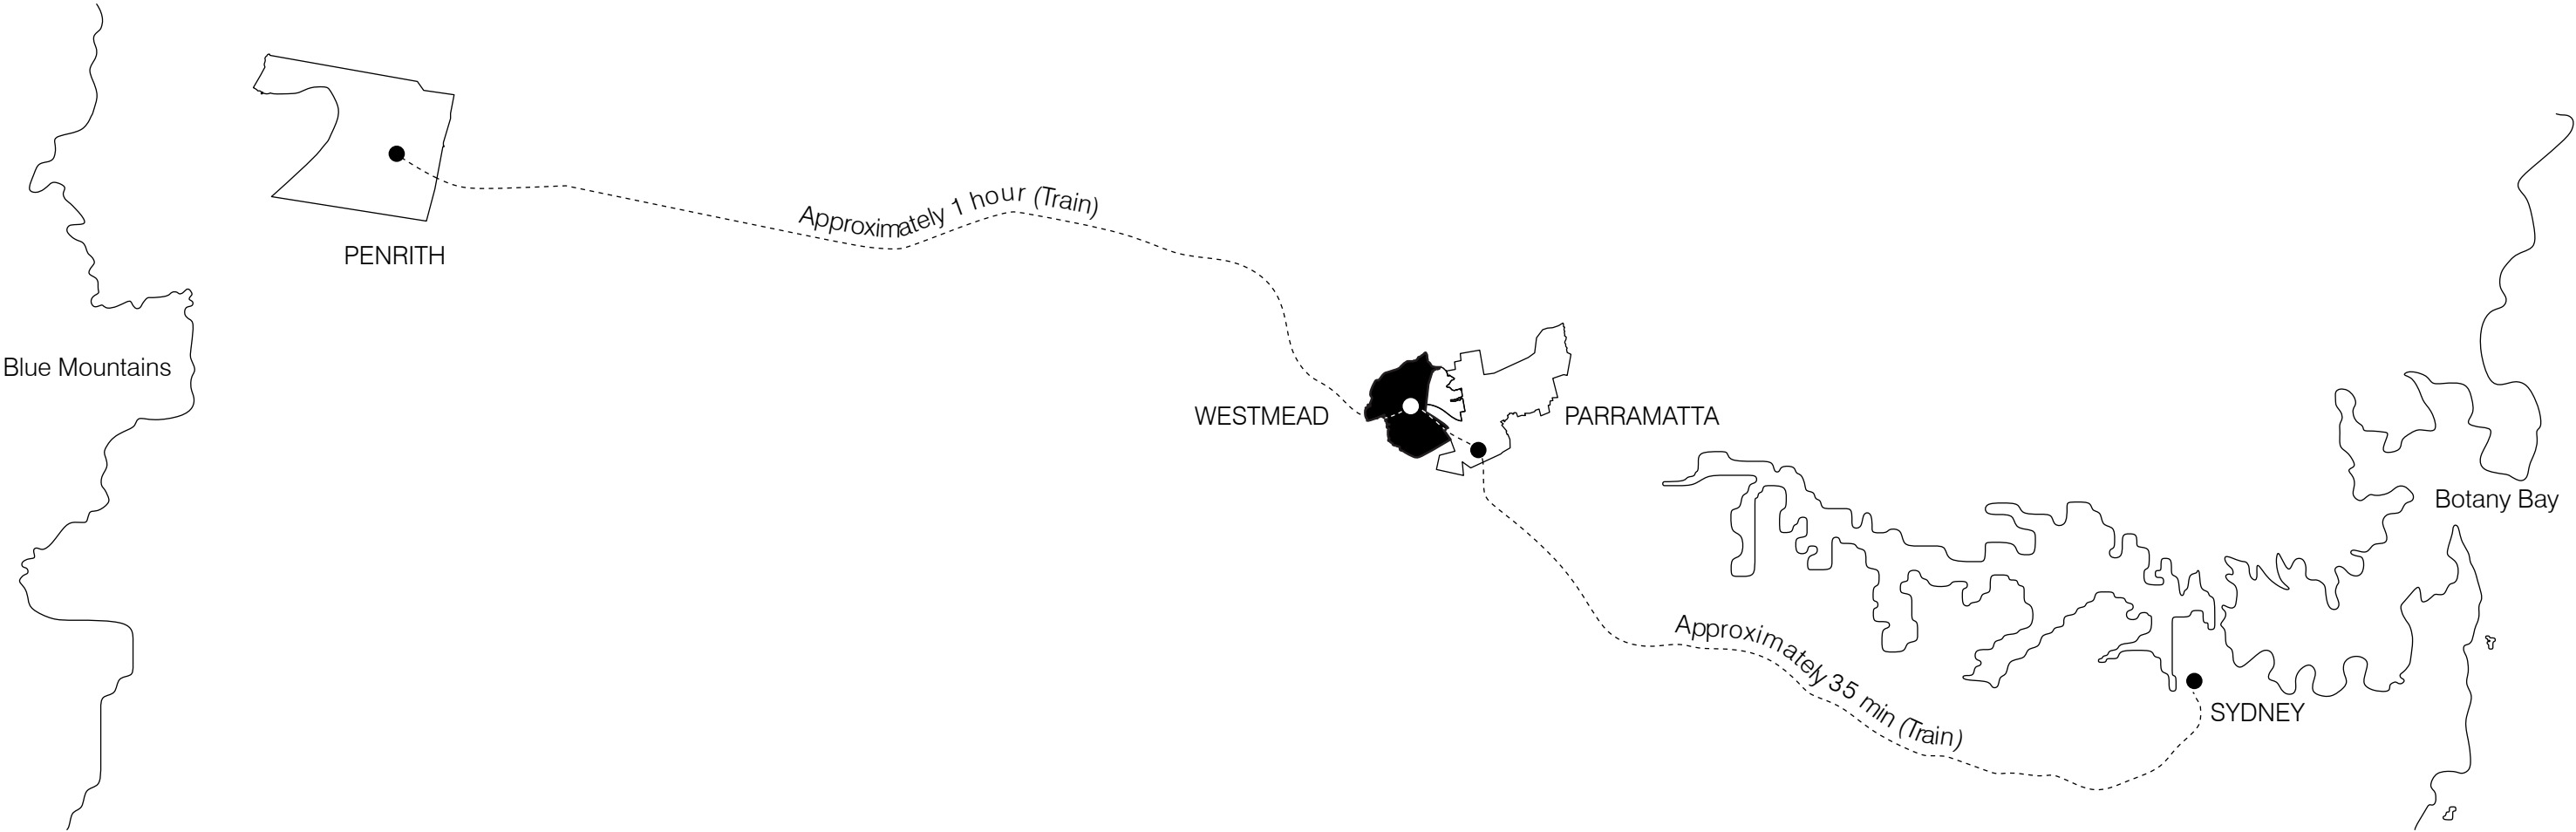 Approximately 1 hour (Train)
PENRITH
Blue Mountains
WESTMEAD
PARRAMATTA
Botany Bay
Approximately 35 min (Train)
SYDNEY